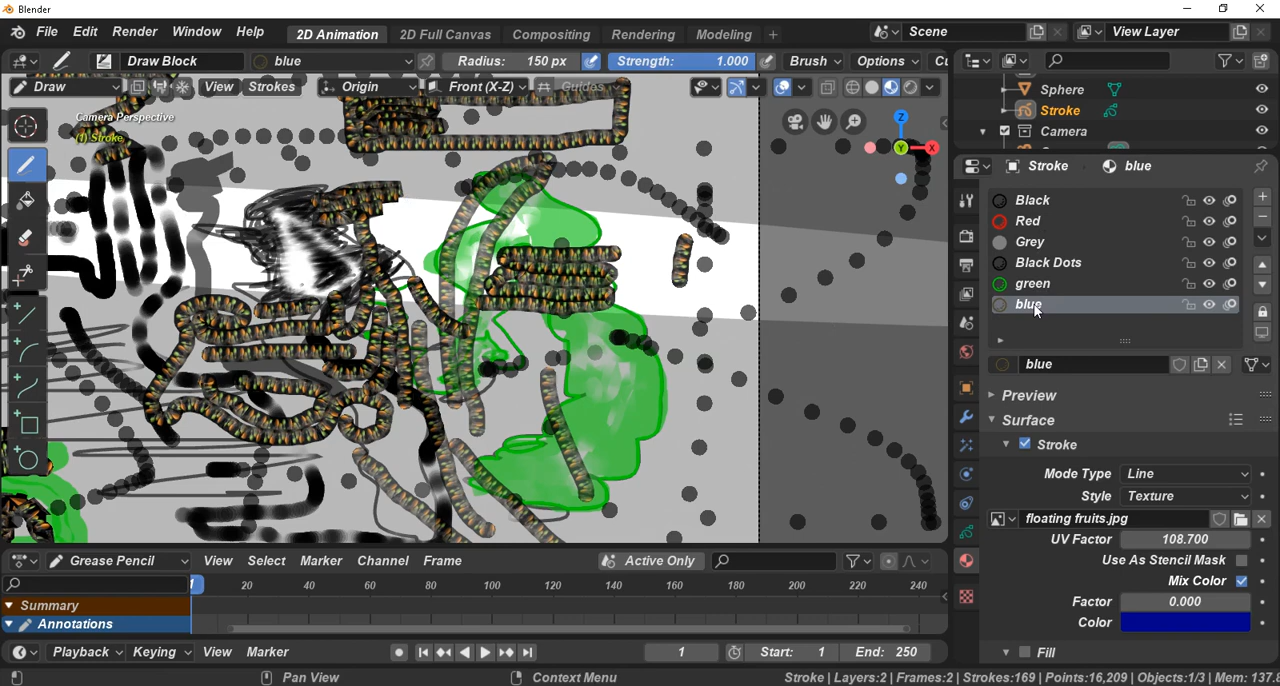 Blender
File Edit Render Window Help 2D Animation 2D Full Canvas Compositing Rendering Modeling + Scene View Layer
Draw Block blue Radius: 150 px Strength: 1.000 Brush Options Cu
Draw View Strokes Origin Front (X-Z) Guides
Camera Perspective
(1) Stroke
Z
Y
X
Sphere
Stroke
Camera
Stroke blue
Black
Red
Grey
Black Dots
green
blue
blue
Preview
Surface
Stroke
Mode Type Line
Style Texture
floating fruits.jpg
UV Factor 108.700
Use As Stencil Mask
Mix Color
Factor 0.000
Color
Fill
Grease Pencil View Select Marker Channel Frame Active Only
1 20 40 60 80 100 120 140 160 180 200 220 240
Summary
Annotations
Playback Keying View Marker 1 Start: 1 End: 250
Pan View Context Menu Stroke | Layers:2 | Frames:2 | Strokes:169 | Points:16,209 | Objects:1/3 | Mem: 137.8